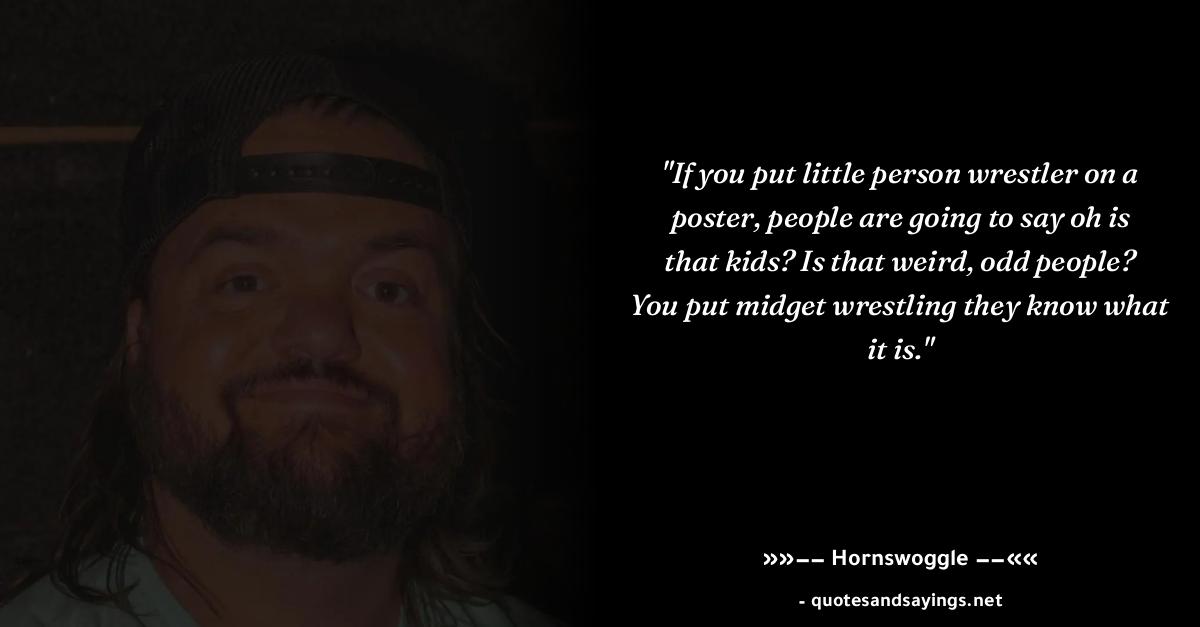 "If you put little person wrestler on a
poster, people are going to say oh is
that kids? Is that weird, odd people?
You put midget wrestling they know what
it is."
»»–– Hornswoggle ––««
- quotesandsayings.net